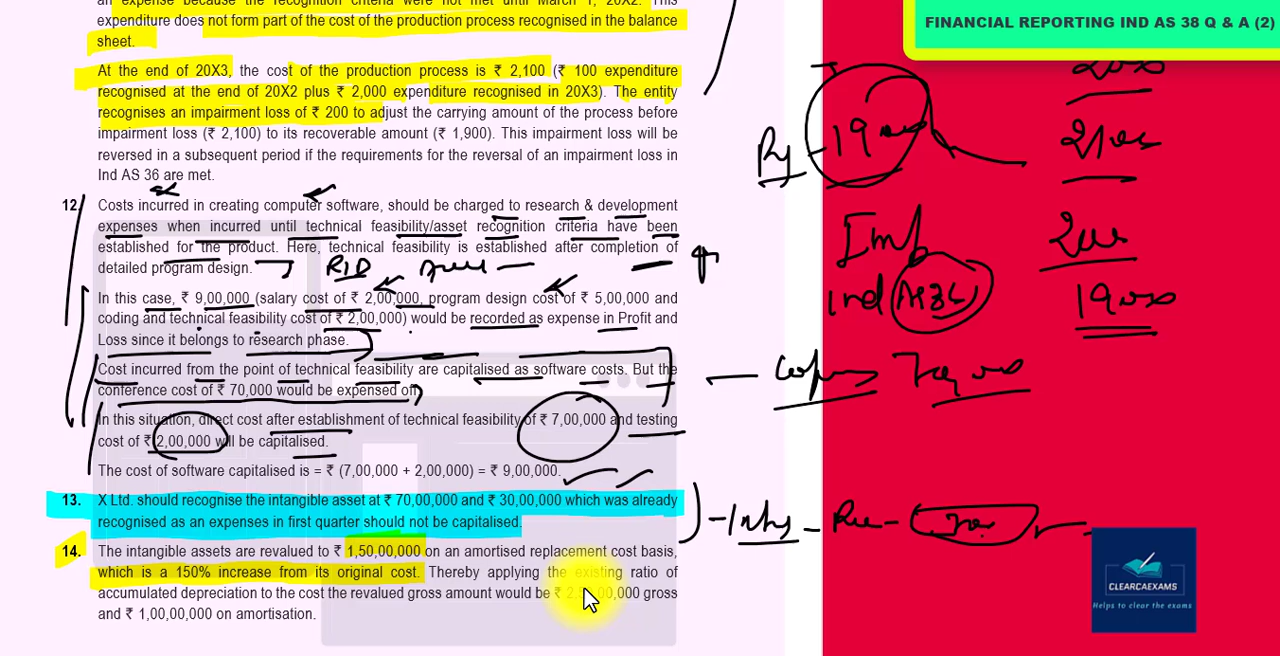 an expense because the recognition criteria were not met until March 1, 20X2. This
expenditure does not form part of the cost of the production process recognised in the balance
sheet.
At the end of 20X3, the cost of the production process is ₹ 2,100 (₹ 100 expenditure
recognised at the end of 20X2 plus ₹ 2,000 expenditure recognised in 20X3). The entity
recognises an impairment loss of ₹ 200 to adjust the carrying amount of the process before
impairment loss (₹ 2,100) to its recoverable amount (₹ 1,900). This impairment loss will be
reversed in a subsequent period if the requirements for the reversal of an impairment loss in
Ind AS 36 are met.
12. Costs incurred in creating computer software, should be charged to research & development
expenses when incurred until technical feasibility/asset recognition criteria have been
established for the product. Here, technical feasibility is established after completion of
detailed program design.
In this case, ₹ 9,00,000 (salary cost of ₹ 2,00,000, program design cost of ₹ 5,00,000 and
coding and technical feasibility cost of ₹ 2,00,000) would be recorded as expense in Profit and
Loss since it belongs to research phase.
Cost incurred from the point of technical feasibility are capitalised as software costs. But the
conference cost of ₹ 70,000 would be expensed off.
In this situation, direct cost after establishment of technical feasibility of ₹ 7,00,000 and testing
cost of ₹ 2,00,000 will be capitalised.
The cost of software capitalised is = ₹ (7,00,000 + 2,00,000) = ₹ 9,00,000.
13. X Ltd. should recognise the intangible asset at ₹ 70,00,000 and ₹ 30,00,000 which was already
recognised as an expenses in first quarter should not be capitalised.
14. The intangible assets are revalued to ₹ 1,50,00,000 on an amortised replacement cost basis,
which is a 150% increase from its original cost. Thereby applying the existing ratio of
accumulated depreciation to the cost the revalued gross amount would be ₹ gross
and ₹ 1,00,00,000 on amortisation.
FINANCIAL REPORTING IND AS 38 Q & A (2)
Imp
Ind AS 36
CLEARCAEXAMS
Helps to clear the exams